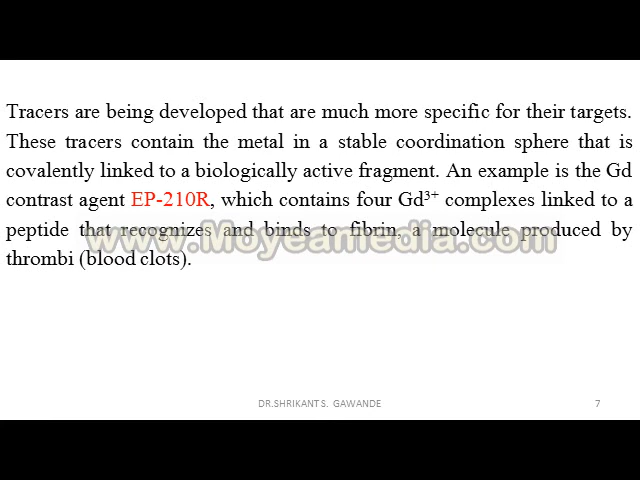 Tracers are being developed that are much more specific for their targets.
These tracers contain the metal in a stable coordination sphere that is
covalently linked to a biologically active fragment. An example is the Gd
contrast agent EP-210R, which contains four Gd³⁺ complexes linked to a
peptide that recognizes and binds to fibrin, a molecule produced by
www.Moyeamedia.com
thrombi (blood clots).
DR.SHRIKANT S. GAWANDE
7